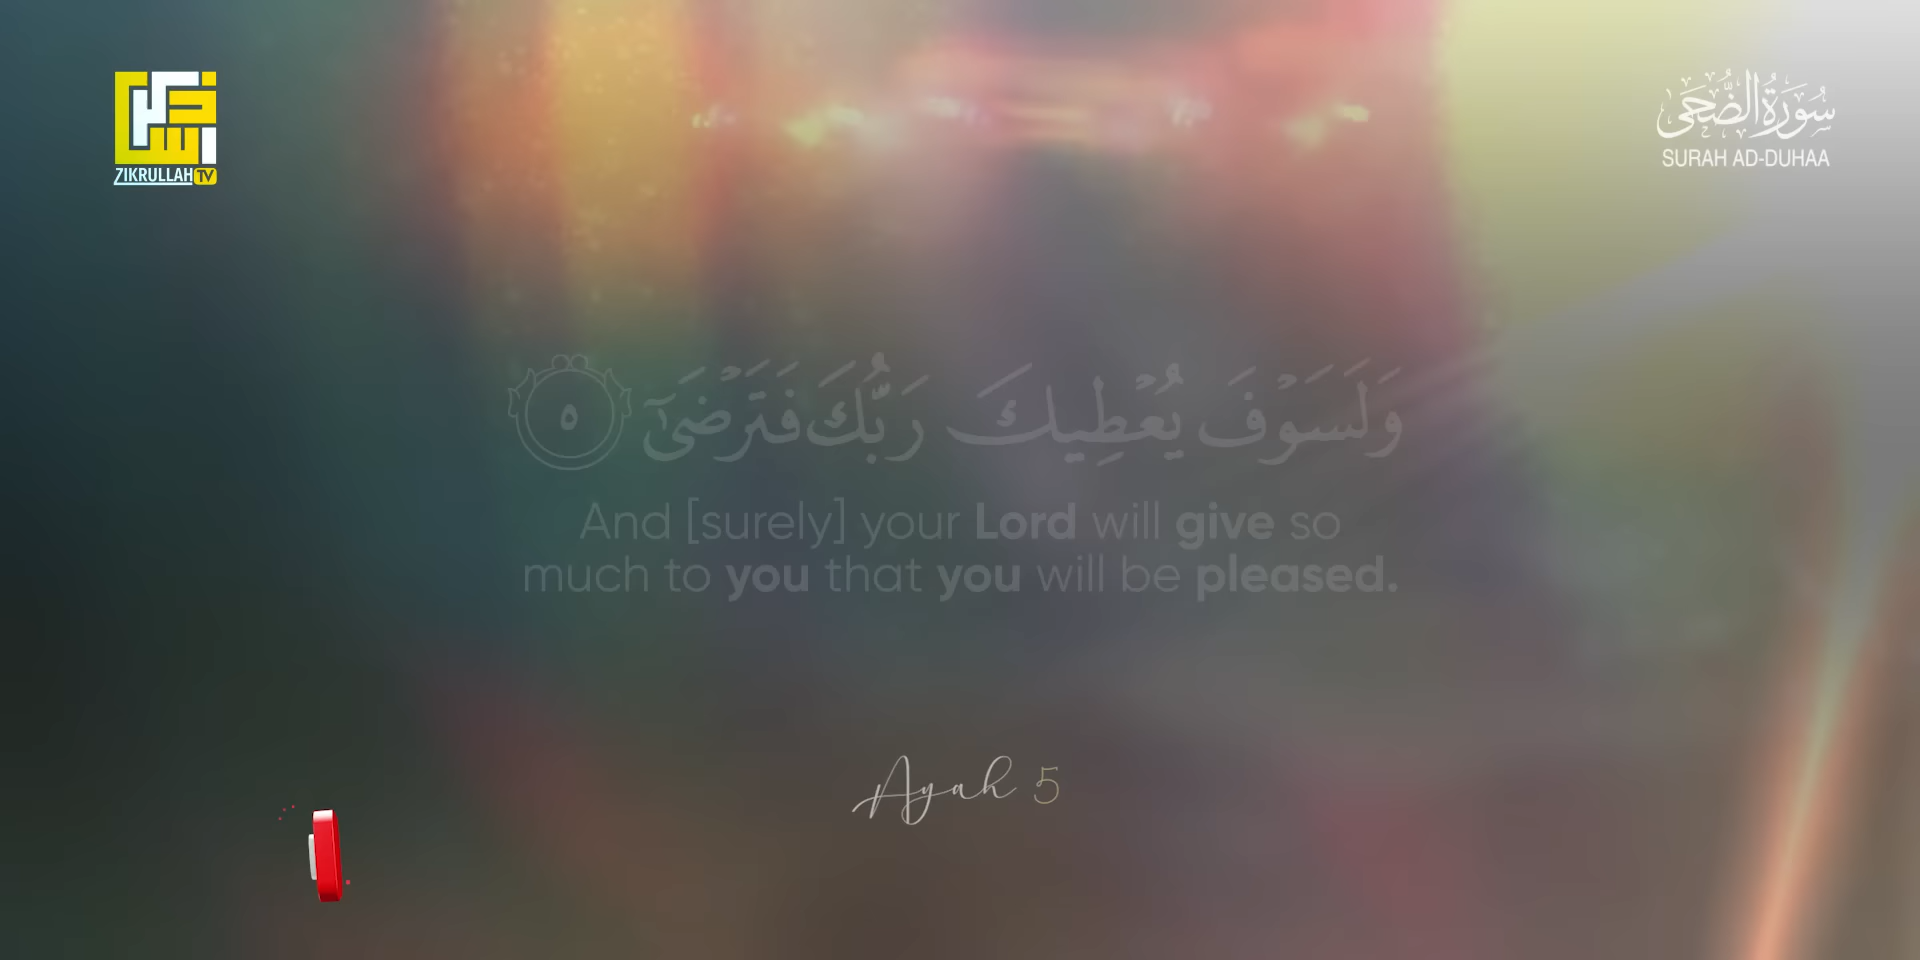 ZIKRULLAH TV
سُورَةُ الضُّحَى
SURAH AD-DUHAA
وَلَسَوْفَ يُعْطِيكَ رَبُّكَ فَتَرْضَىٰٓ ٥
And [surely] your Lord will give so
much to you that you will be pleased.
Ayah 5